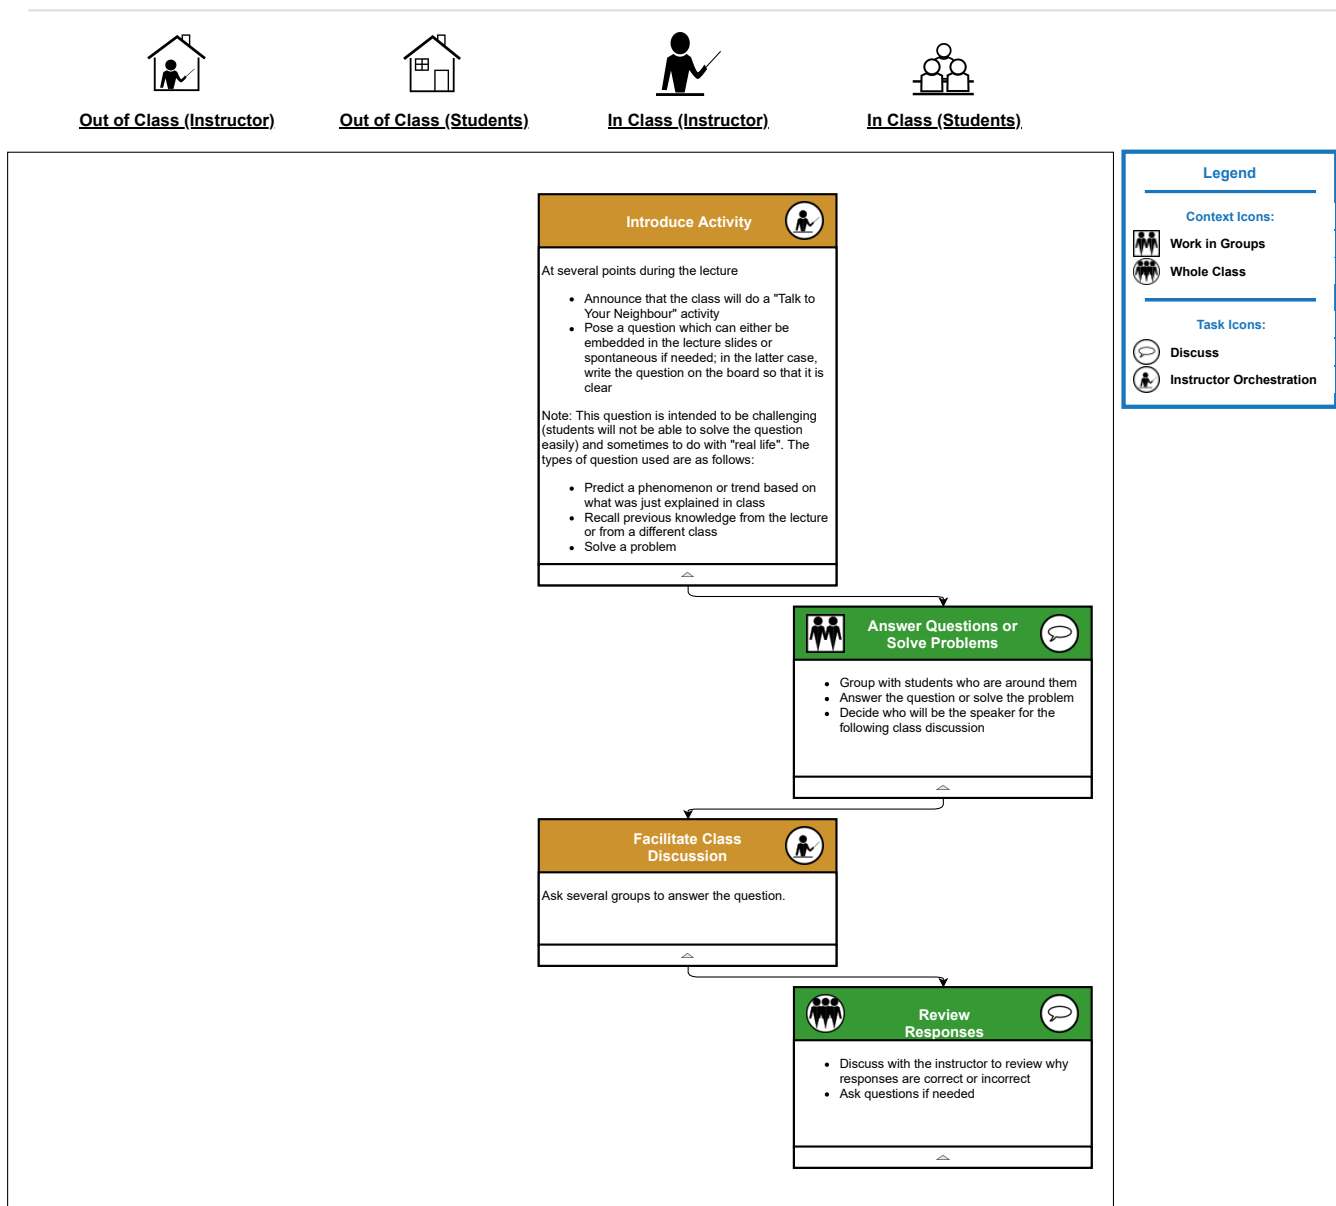 Out of Class (Instructor)
Out of Class (Students)
In Class (Instructor)
In Class (Students)
Legend
Context Icons:
Work in Groups
Whole Class
Task Icons:
Discuss
Instructor Orchestration
Introduce Activity
At several points during the lecture
• Announce that the class will do a "Talk to
Your Neighbour" activity
• Pose a question which can either be
embedded in the lecture slides or
spontaneous if needed; in the latter case,
write the question on the board so that it is
clear
Note: This question is intended to be challenging
(students will not be able to solve the question
easily) and sometimes to do with "real life". The
types of question used are as follows:
• Predict a phenomenon or trend based on
what was just explained in class
• Recall previous knowledge from the lecture
or from a different class
• Solve a problem
Answer Questions or
Solve Problems
• Group with students who are around them
• Answer the question or solve the problem
• Decide who will be the speaker for the
following class discussion
Facilitate Class
Discussion
Ask several groups to answer the question.
Review
Responses
• Discuss with the instructor to review why
responses are correct or incorrect
• Ask questions if needed